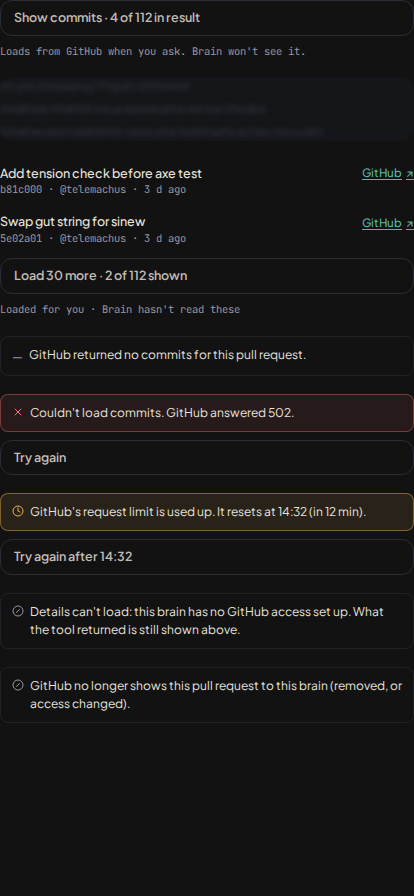 Show commits · 4 of 112 in result
Loads from GitHub when you ask. Brain won't see it.
Add tension check before axe test
GitHub ↗
b81c000 · @telemachus · 3 d ago
Swap gut string for sinew
GitHub ↗
5e02a01 · @telemachus · 3 d ago
Load 30 more · 2 of 112 shown
Loaded for you · Brain hasn't read these
GitHub returned no commits for this pull request.
Couldn't load commits. GitHub answered 502.
Try again
GitHub's request limit is used up. It resets at 14:32 (in 12 min).
Try again after 14:32
Details can't load: this brain has no GitHub access set up. What
the tool returned is still shown above.
GitHub no longer shows this pull request to this brain (removed, or
access changed).